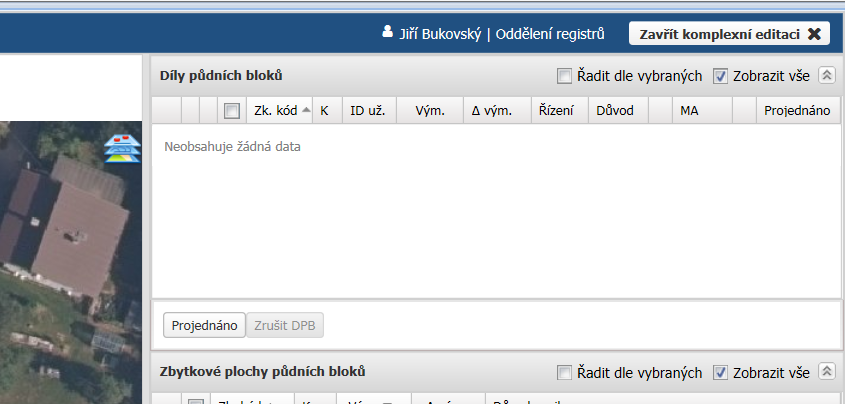 Jiří Bukovský | Oddělení registrů Zavřít komplexní editaci
Díly půdních bloků Řadit dle vybraných Zobrazit vše
Zk. kód K ID už. Vým. Δ vým. Řízení Důvod MA Projednáno
Neobsahuje žádná data
Projednáno Zrušit DPB
Zbytkové plochy půdních bloků Řadit dle vybraných Zobrazit vše